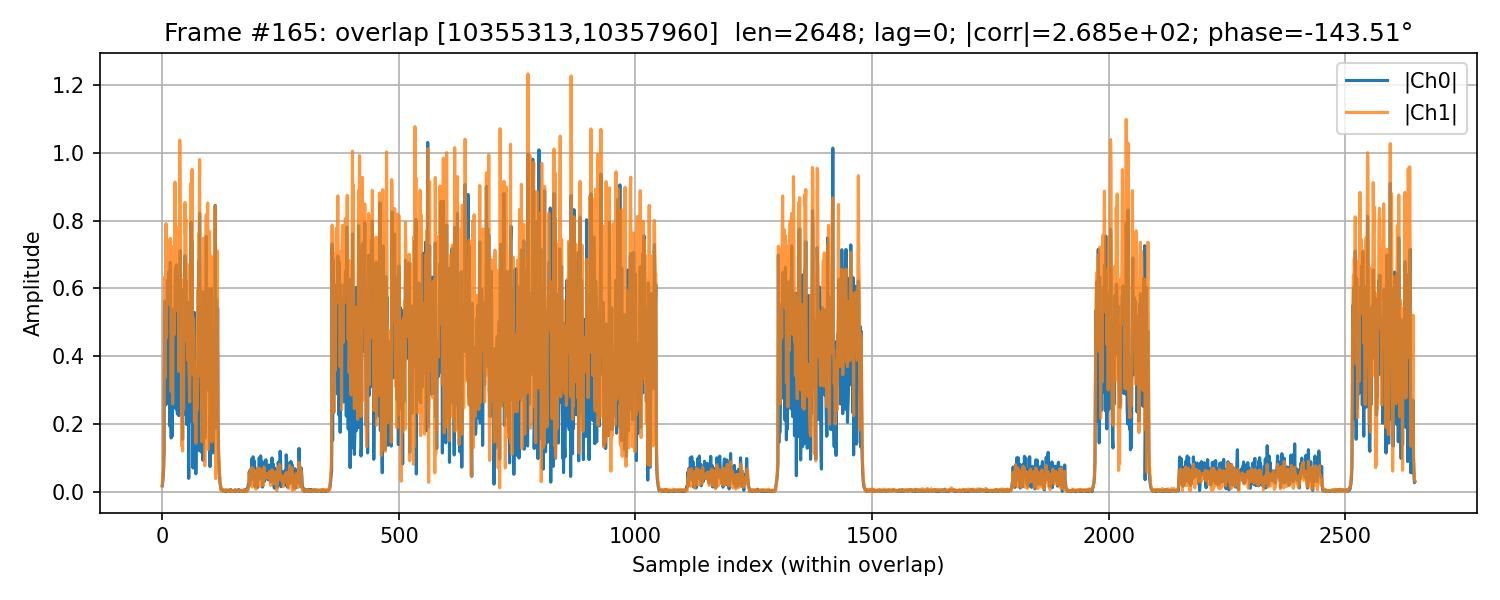 Frame #165: overlap [10355313,10357960]  len=2648; lag=0; |corr|=2.685e+02; phase=-143.51°
|Ch0|
|Ch1|
1.2
1.0
0.8
0.6
0.4
0.2
0.0
Amplitude
0 500 1000 1500 2000 2500
Sample index (within overlap)